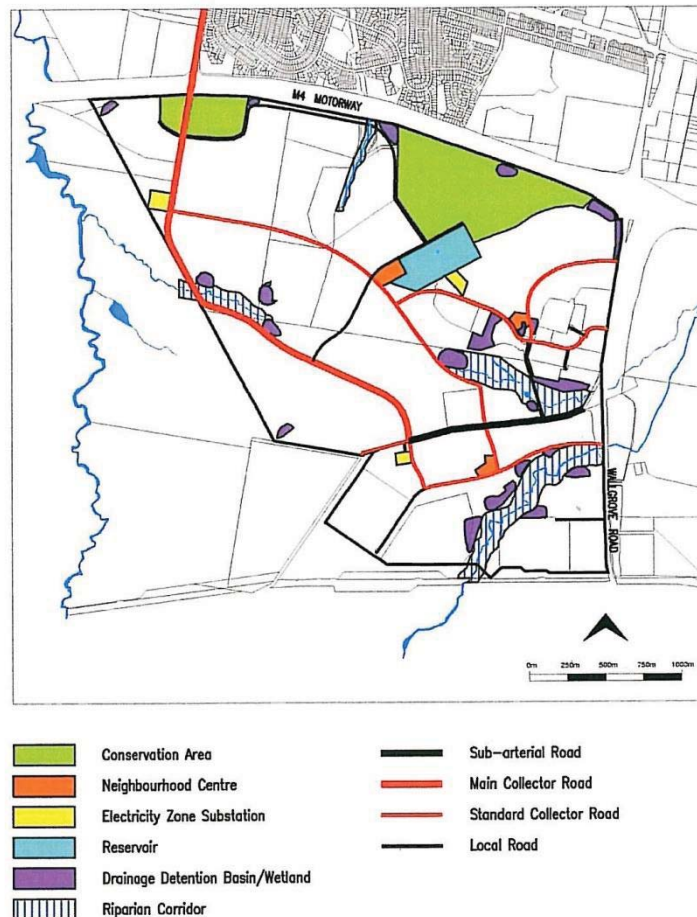 M4 MOTORWAY
WALLGROVE ROAD
0m 250m 500m 750m 1000m
Conservation Area
Neighbourhood Centre
Electricity Zone Substation
Reservoir
Drainage Detention Basin/Wetland
Riparian Corridor
Sub-arterial Road
Main Collector Road
Standard Collector Road
Local Road